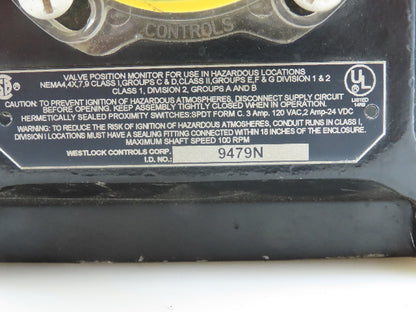 CONTROLS
VALVE POSITION MONITOR FOR USE IN HAZARDOUS LOCATIONS
NEMA4,4X,7,9 CLASS I,GROUPS C & D,CLASS II,GROUPS E,F & G DIVISION 1 & 2
CLASS 1, DIVISION 2, GROUPS A AND B
UL
LISTED
CAUTION: TO PREVENT IGNITION OF HAZARDOUS ATMOSPHERES, DISCONNECT SUPPLY CIRCUIT
BEFORE OPENING. KEEP ASSEMBLY TIGHTLY CLOSED WHEN IN OPERATION.
HERMETICALLY SEALED PROXIMITY SWITCHES:SPDT FORM C. 3 Amp. 120 VAC,2 Amp-24 VDC
WARNING: TO REDUCE THE RISK OF IGNITION OF HAZARDOUS ATMOSHERES, CONDUIT RUNS IN CLASS I,
DIVISION I LOCATIONS MUST HAVE A SEALING FITTING CONNECTED WITHIN 18 INCHES OF THE ENCLOSURE.
MAXIMUM SHAFT SPEED 100 RPM
WESTLOCK CONTROLS CORP.
I.D. NO.: 9479N